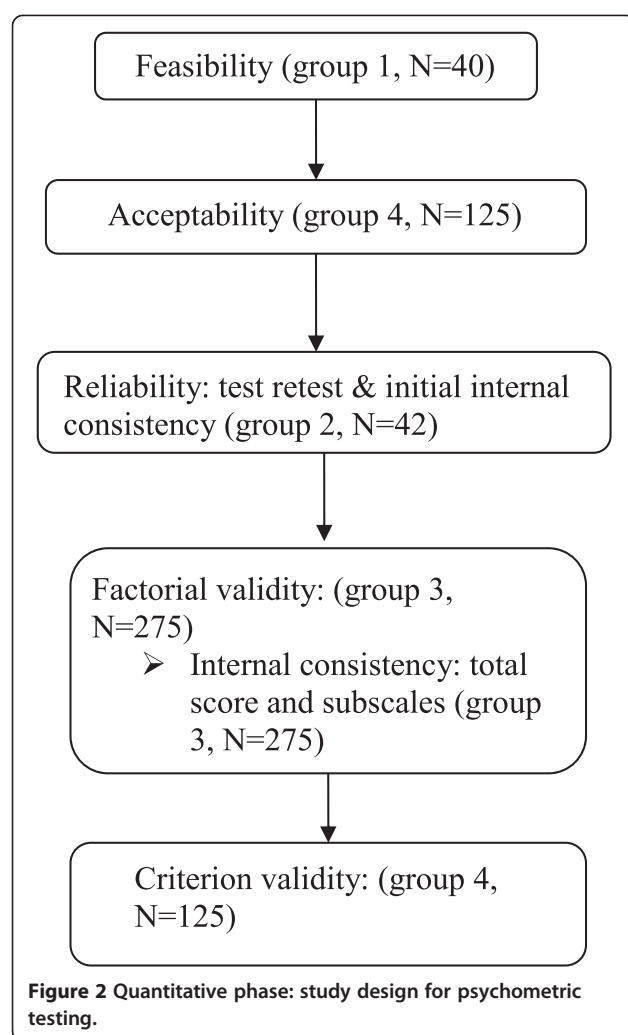 Feasibility (group 1, N=40)
Acceptability (group 4, N=125)
Reliability: test retest & initial internal
consistency (group 2, N=42)
Factorial validity: (group 3,
N=275)
➢ Internal consistency: total
score and subscales (group
3, N=275)
Criterion validity: (group 4,
N=125)
Figure 2 Quantitative phase: study design for psychometric
testing.